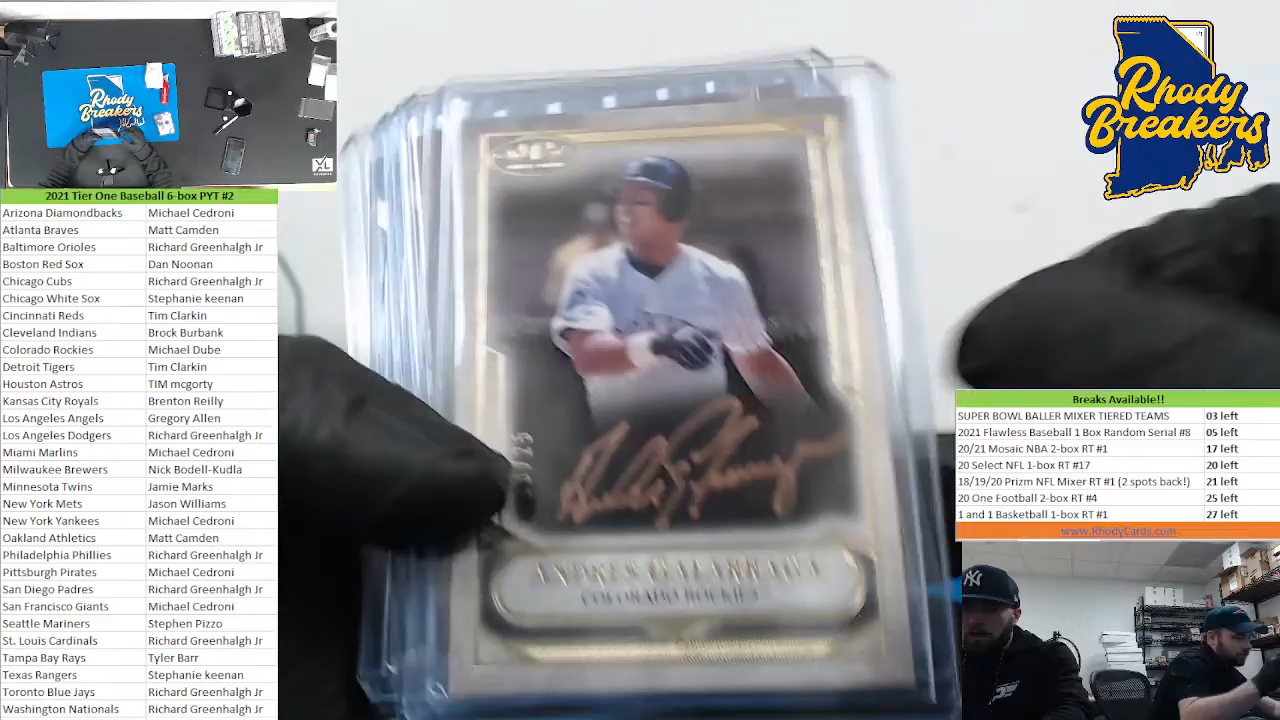 Rhody
Breakers
XL
2021 Tier One Baseball 6-box PYT #2
Arizona Diamondbacks Michael Cedroni
Atlanta Braves Matt Camden
Baltimore Orioles Richard Greenhalgh Jr
Boston Red Sox Dan Noonan
Chicago Cubs Richard Greenhalgh Jr
Chicago White Sox Stephanie keenan
Cincinnati Reds Tim Clarkin
Cleveland Indians Brock Burbank
Colorado Rockies Michael Dube
Detroit Tigers Tim Clarkin
Houston Astros TIM mcgorty
Kansas City Royals Brenton Reilly
Los Angeles Angels Gregory Allen
Los Angeles Dodgers Richard Greenhalgh Jr
Miami Marlins Michael Cedroni
Milwaukee Brewers Nick Bodell-Kudla
Minnesota Twins Jamie Marks
New York Mets Jason Williams
New York Yankees Michael Cedroni
Oakland Athletics Matt Camden
Philadelphia Phillies Richard Greenhalgh Jr
Pittsburgh Pirates Michael Cedroni
San Diego Padres Richard Greenhalgh Jr
San Francisco Giants Michael Cedroni
Seattle Mariners Stephen Pizzo
St. Louis Cardinals Richard Greenhalgh Jr
Tampa Bay Rays Tyler Barr
Texas Rangers Stephanie keenan
Toronto Blue Jays Richard Greenhalgh Jr
Washington Nationals Richard Greenhalgh Jr
ANDRES GALARRAGA
COLORADO ROCKIES
Rhody
Breakers
Breaks Available!!
SUPER BOWL BALLER MIXER TIERED TEAMS 03 left
2021 Flawless Baseball 1 Box Random Serial #8 05 left
20/21 Mosaic NBA 2-box RT #1 17 left
20 Select NFL 1-box RT #17 20 left
18/19/20 Prizm NFL Mixer RT #1 (2 spots back!) 21 left
20 One Football 2-box RT #4 25 left
1 and 1 Basketball 1-box RT #1 27 left
www.RhodyCards.com